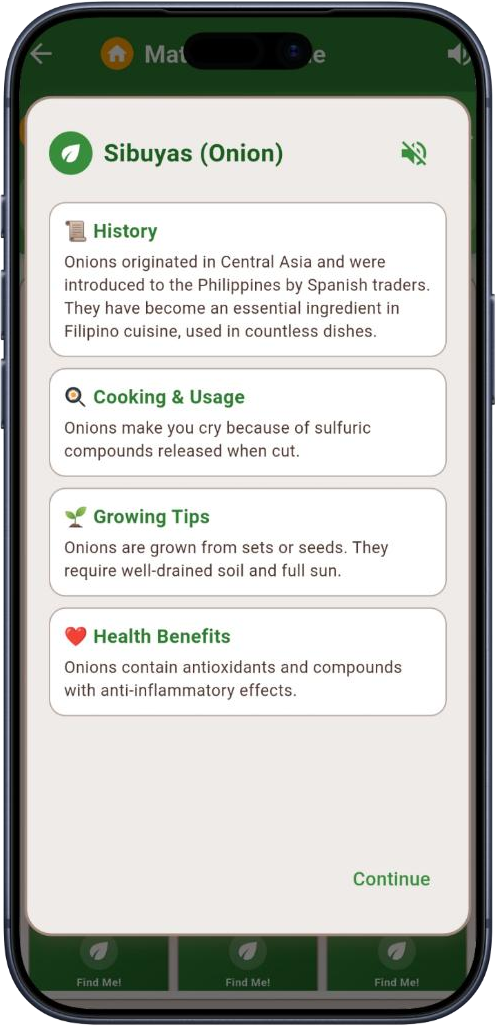 Mat
e
Sibuyas (Onion)
History
Onions originated in Central Asia and were
introduced to the Philippines by Spanish traders.
They have become an essential ingredient in
Filipino cuisine, used in countless dishes.
Cooking & Usage
Onions make you cry because of sulfuric
compounds released when cut.
Growing Tips
Onions are grown from sets or seeds. They
require well-drained soil and full sun.
Health Benefits
Onions contain antioxidants and compounds
with anti-inflammatory effects.
Continue
Find Me!
Find Me!
Find Me!